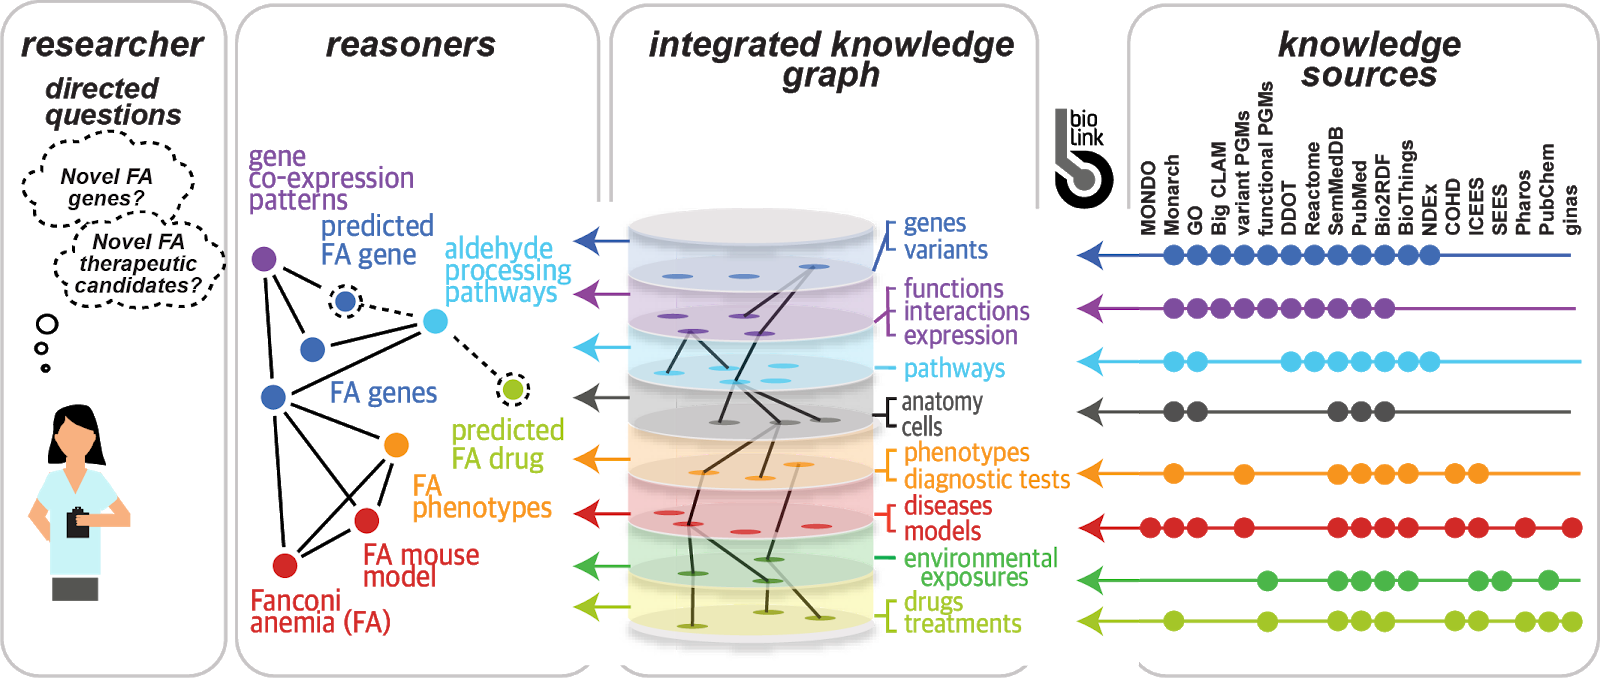 researcher
directed
questions
Novel FA
genes?
Novel FA
therapeutic
candidates?
reasoners
gene
co-expression
patterns
predicted
FA gene
aldehyde
processing
pathways
FA genes
predicted
FA drug
FA
phenotypes
FA mouse
model
Fanconi
anemia (FA)
integrated knowledge
graph
genes
variants
functions
interactions
expression
pathways
anatomy
cells
phenotypes
diagnostic tests
diseases
models
environmental
exposures
drugs
treatments
bio
link
knowledge
sources
MONDO
Monarch
GO
Big CLAM
variant PGMs
functional PGMs
DDOT
Reactome
SemMedDB
PubMed
Bio2RDF
BioThings
NDEx
COHD
ICEES
SEES
Pharos
PubChem
ginas